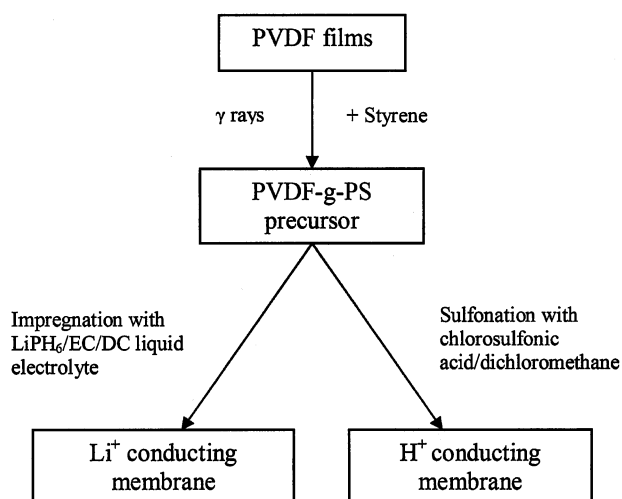 PVDF films
γ rays
+ Styrene
PVDF-g-PS
precursor
Impregnation with
LiPH₆/EC/DC liquid
electrolyte
Sulfonation with
chlorosulfonic
acid/dichloromethane
Li⁺ conducting
membrane
H⁺ conducting
membrane